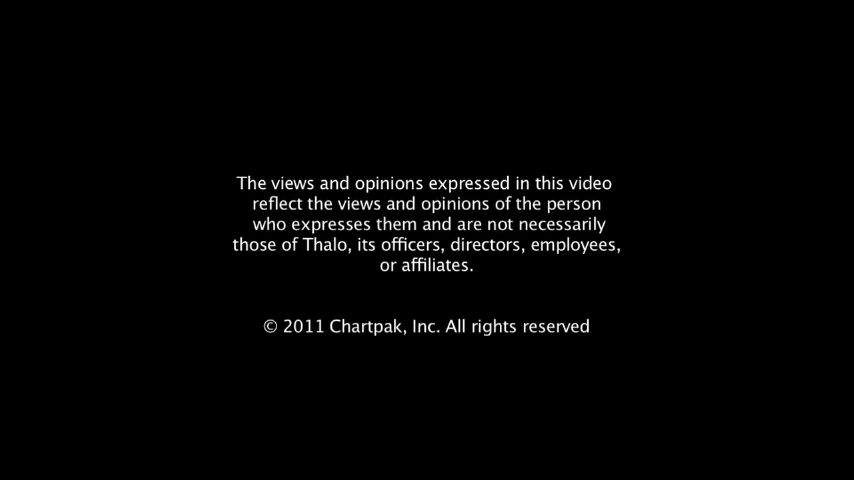 The views and opinions expressed in this video
reflect the views and opinions of the person
who expresses them and are not necessarily
those of Thalo, its officers, directors, employees,
or affiliates.
© 2011 Chartpak, Inc. All rights reserved